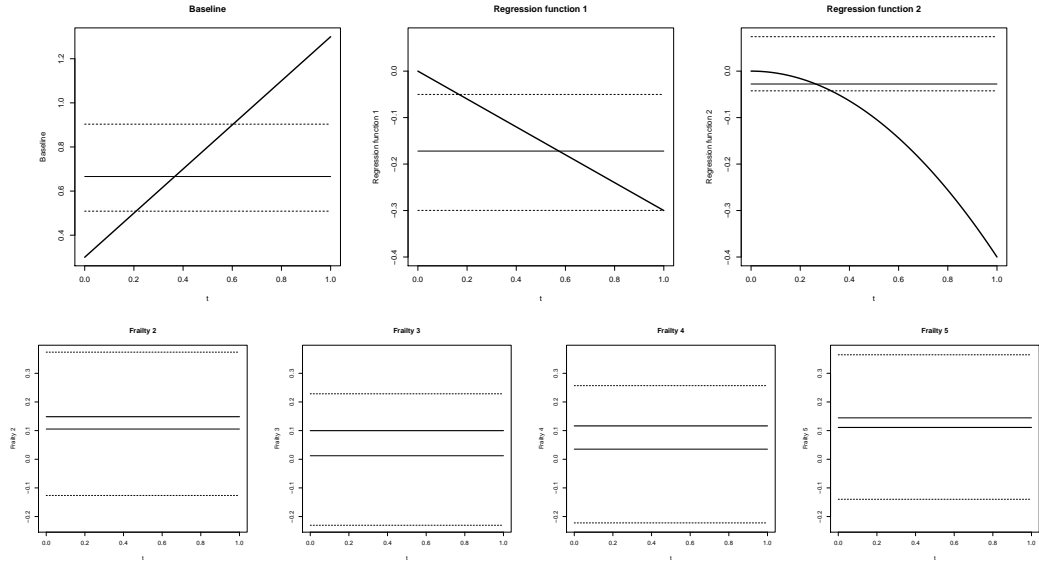 Baseline
Baseline
0.4 0.6 0.8 1.0 1.2
0.0 0.2 0.4 0.6 0.8 1.0
t
Regression function 1
Regression function 1
−0.4 −0.3 −0.2 −0.1 0.0
0.0 0.2 0.4 0.6 0.8 1.0
t
Regression function 2
Regression function 2
−0.4 −0.3 −0.2 −0.1 0.0
0.0 0.2 0.4 0.6 0.8 1.0
t
Frailty 2
Frailty 2
−0.2 −0.1 0.0 0.1 0.2 0.3
0.0 0.2 0.4 0.6 0.8 1.0
t
Frailty 3
Frailty 3
−0.2 −0.1 0.0 0.1 0.2 0.3
0.0 0.2 0.4 0.6 0.8 1.0
t
Frailty 4
Frailty 4
−0.2 −0.1 0.0 0.1 0.2 0.3
0.0 0.2 0.4 0.6 0.8 1.0
t
Frailty 5
Frailty 5
−0.2 −0.1 0.0 0.1 0.2 0.3
0.0 0.2 0.4 0.6 0.8 1.0
t